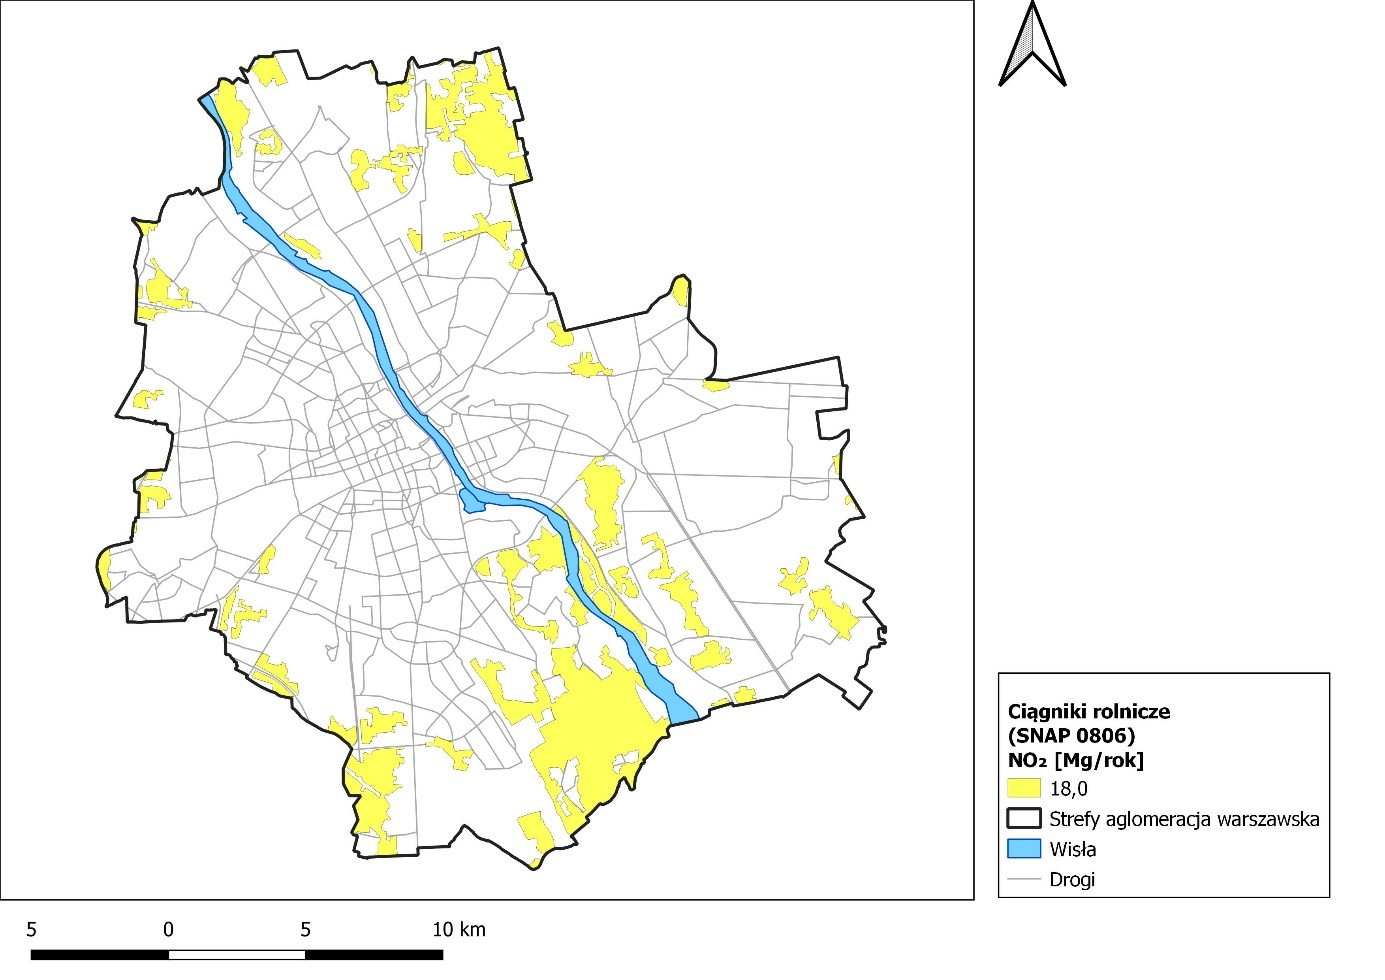 Ciągniki rolnicze
(SNAP 0806)
NO₂ [Mg/rok]
18,0
Strefy aglomeracja warszawska
Wisła
Drogi
5 0 5 10 km